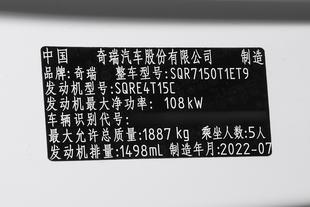 中国 奇瑞汽车股份有限公司 制造
品牌:奇瑞 整车型号:SQR7150T1ET9
发动机型号:SQRE4T15C
发动机最大净功率: 108kW
车辆识别代号:
最大允许总质量:1887kg 乘坐人数:5人
发动机排量:1498mL 制造年月:2022-07